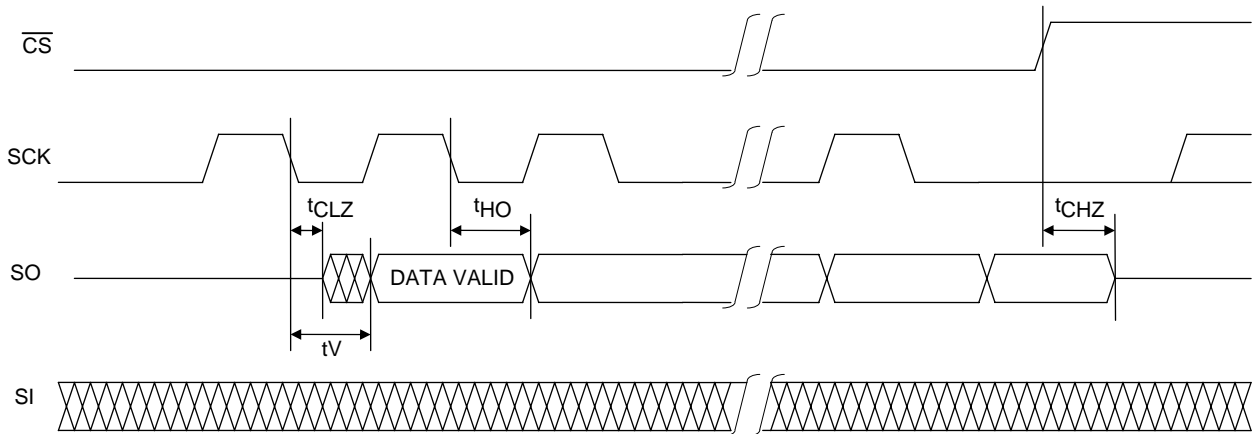 CS
SCK
tCLZ
tHO
tCHZ
SO
DATA VALID
tV
SI